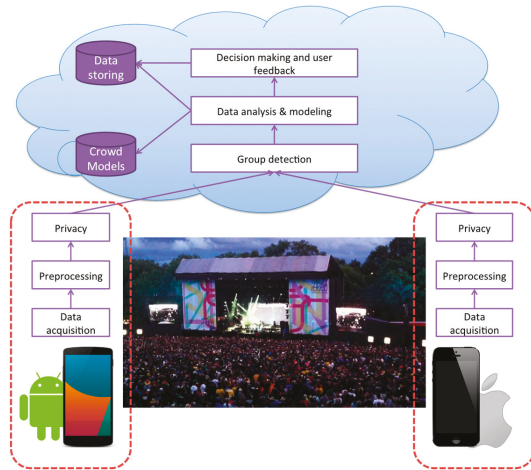 Data
storing
Decision making and user
feedback
Data analysis & modeling
Crowd
Models
Group detection
Privacy
Preprocessing
Data
acquisition
Privacy
Preprocessing
Data
acquisition